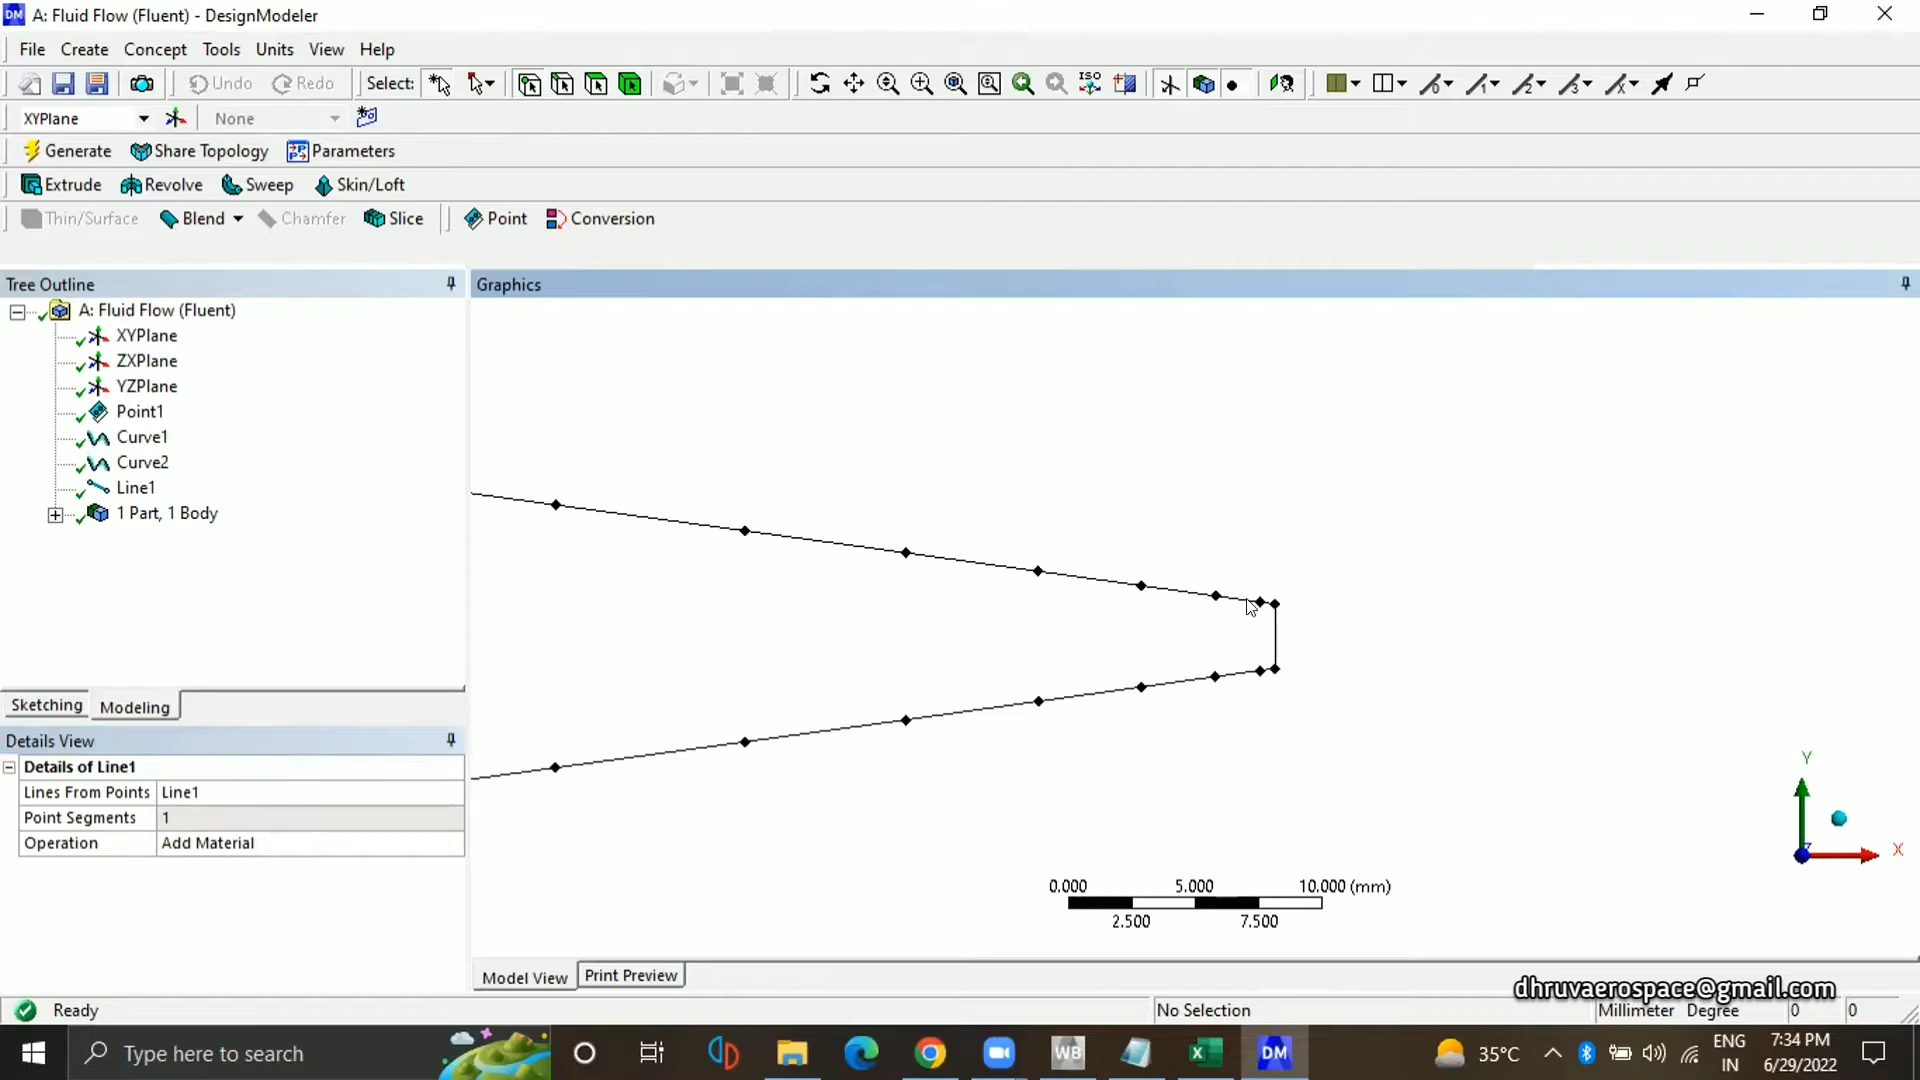 A: Fluid Flow (Fluent) - DesignModeler
File Create Concept Tools Units View Help
Undo Redo Select: ISO
XYPlane None
Generate Share Topology Parameters
Extrude Revolve Sweep Skin/Loft
Thin/Surface Blend Chamfer Slice Point Conversion
Tree Outline
Graphics
A: Fluid Flow (Fluent)
XYPlane
ZXPlane
YZPlane
Point1
Curve1
Curve2
Line1
1 Part, 1 Body
Sketching Modeling
Details View
Details of Line1
Lines From Points Line1
Point Segments 1
Operation Add Material
Y
X
0.000 5.000 10.000 (mm)
2.500 7.500
Model View Print Preview
dhruvaerospace@gmail.com
Ready No Selection Millimeter Degree 0 0
Type here to search
WB
DM
35°C
ENG
IN
7:34 PM
6/29/2022